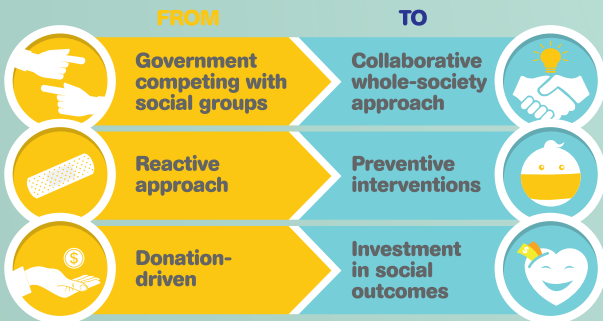 FROM
TO
Government
competing with
social groups
Collaborative
whole-society
approach
Reactive
approach
Preventive
interventions
$
Donation-
driven
Investment
in social
outcomes
$